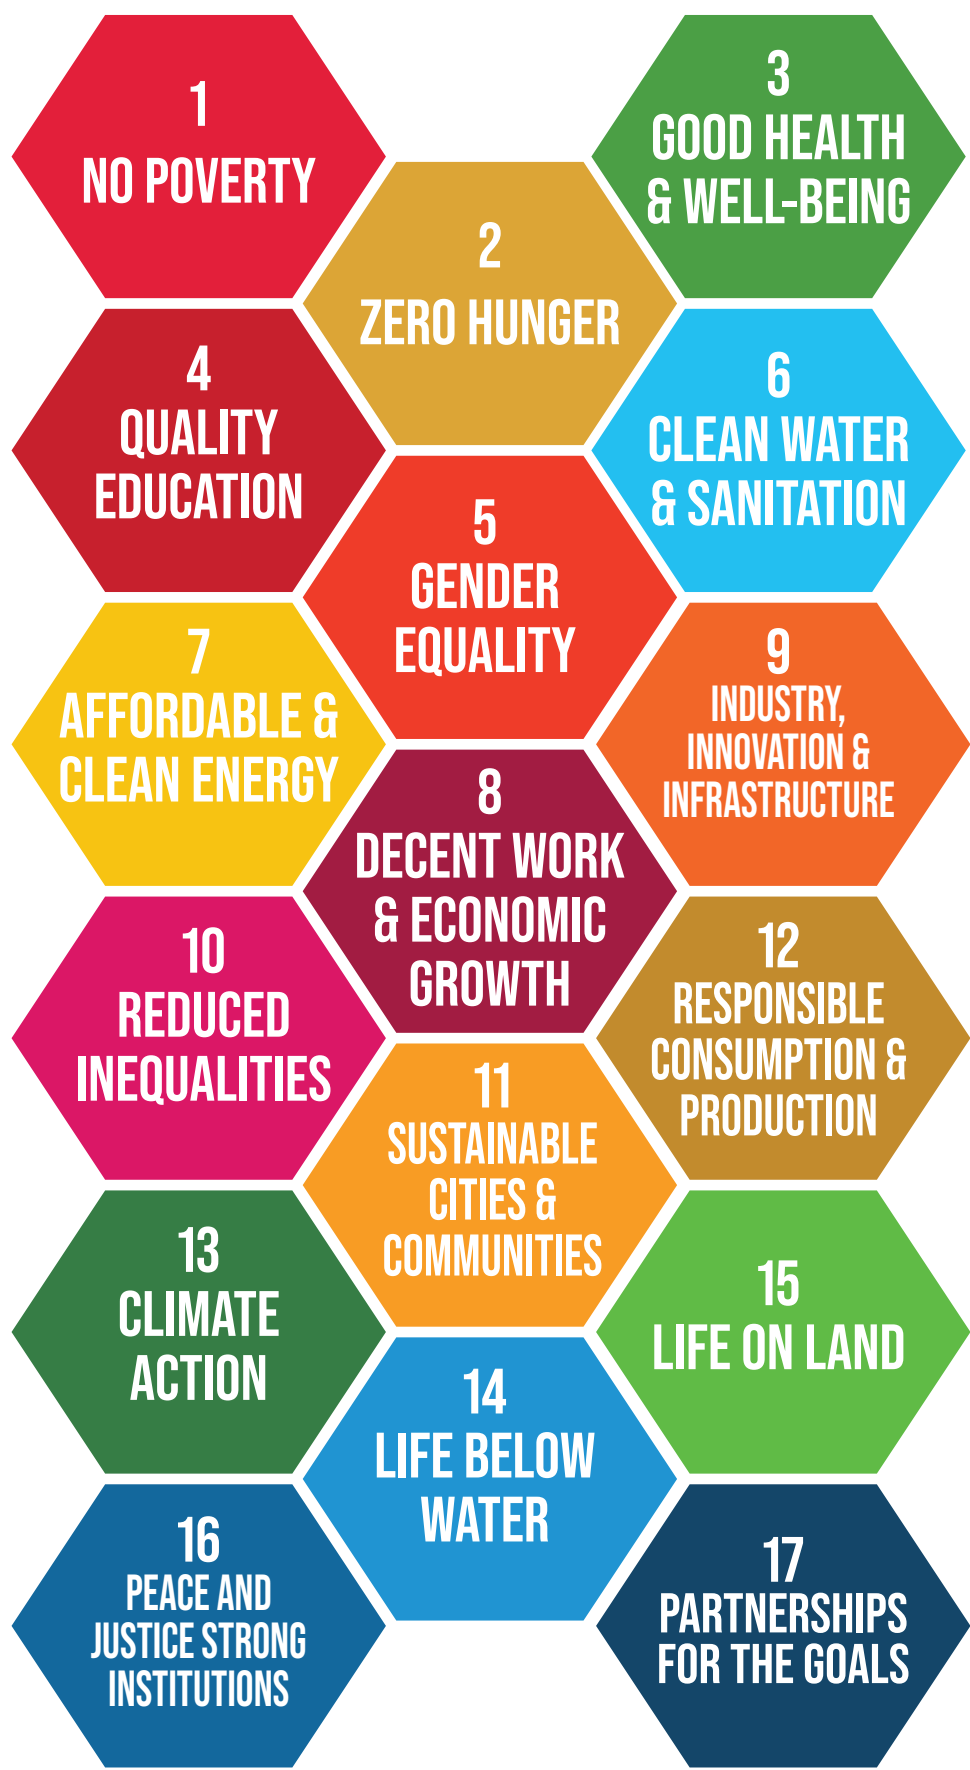 1
NO POVERTY
2
ZERO HUNGER
3
GOOD HEALTH
& WELL-BEING
4
QUALITY
EDUCATION
5
GENDER
EQUALITY
6
CLEAN WATER
& SANITATION
7
AFFORDABLE &
CLEAN ENERGY
8
DECENT WORK
& ECONOMIC
GROWTH
9
INDUSTRY,
INNOVATION &
INFRASTRUCTURE
10
REDUCED
INEQUALITIES
11
SUSTAINABLE
CITIES &
COMMUNITIES
12
RESPONSIBLE
CONSUMPTION &
PRODUCTION
13
CLIMATE
ACTION
14
LIFE BELOW
WATER
15
LIFE ON LAND
16
PEACE AND
JUSTICE STRONG
INSTITUTIONS
17
PARTNERSHIPS
FOR THE GOALS